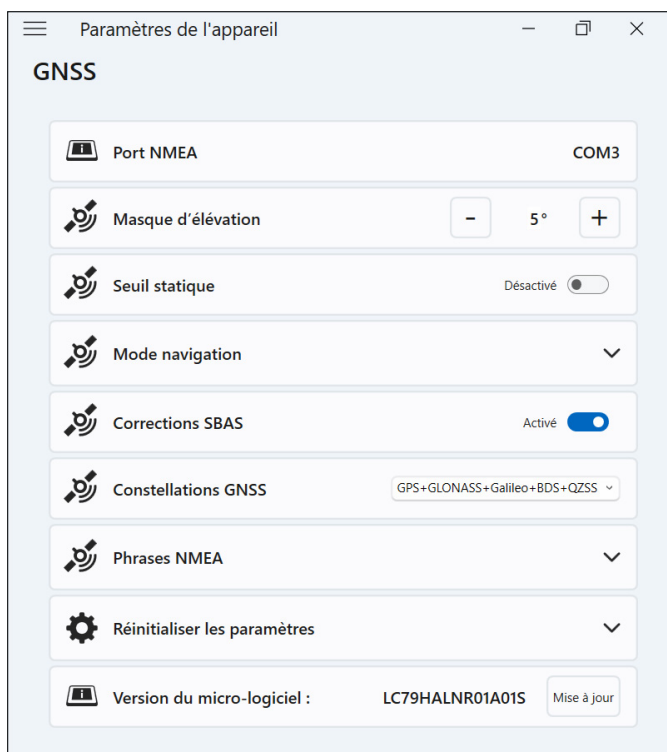 Paramètres de l'appareil
GNSS
Port NMEA COM3
Masque d’élévation - 5° +
Seuil statique Désactivé
Mode navigation
Corrections SBAS Activé
Constellations GNSS GPS+GLONASS+Galileo+BDS+QZSS
Phrases NMEA
Réinitialiser les paramètres
Version du micro-logiciel : LC79HALNR01A01S Mise à jour